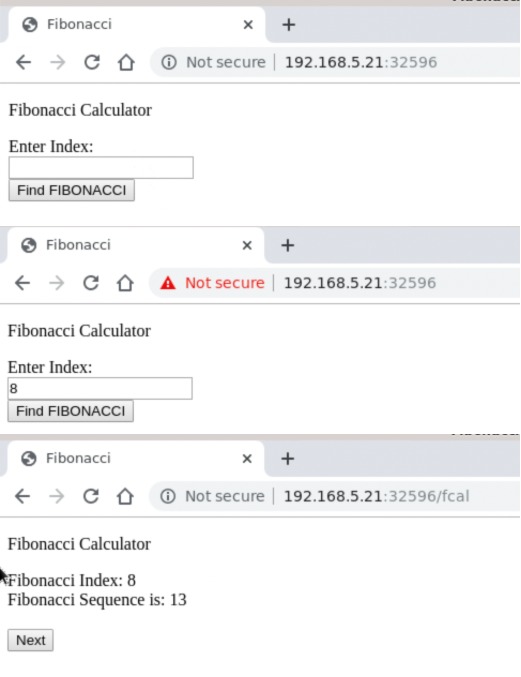 Fibonacci
Not secure | 192.168.5.21:32596
Fibonacci Calculator
Enter Index:
Find FIBONACCI
Fibonacci
Not secure | 192.168.5.21:32596
Fibonacci Calculator
Enter Index:
8
Find FIBONACCI
Fibonacci
Not secure | 192.168.5.21:32596/fcal
Fibonacci Calculator
Fibonacci Index: 8
Fibonacci Sequence is: 13
Next